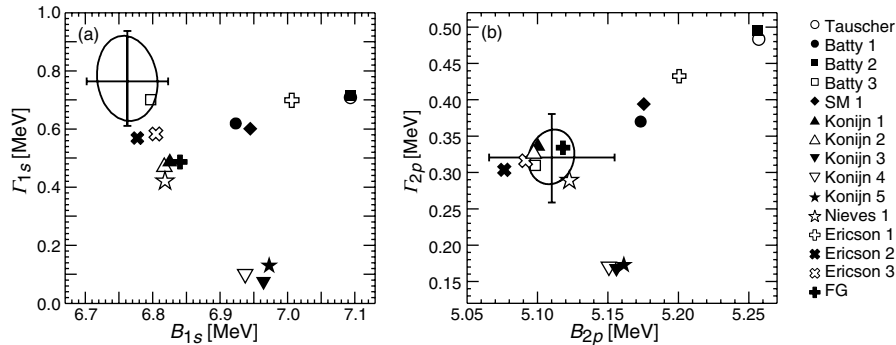 (a)
Γ1s [MeV]
1.0
0.8
0.6
0.4
0.2
0.0
6.7 6.8 6.9 7.0 7.1
B1s [MeV]
(b)
Γ2p [MeV]
0.50
0.45
0.40
0.35
0.30
0.25
0.20
0.15
5.05 5.10 5.15 5.20 5.25
B2p [MeV]
Tauscher
Batty 1
Batty 2
Batty 3
SM 1
Konijn 1
Konijn 2
Konijn 3
Konijn 4
Konijn 5
Nieves 1
Ericson 1
Ericson 2
Ericson 3
FG